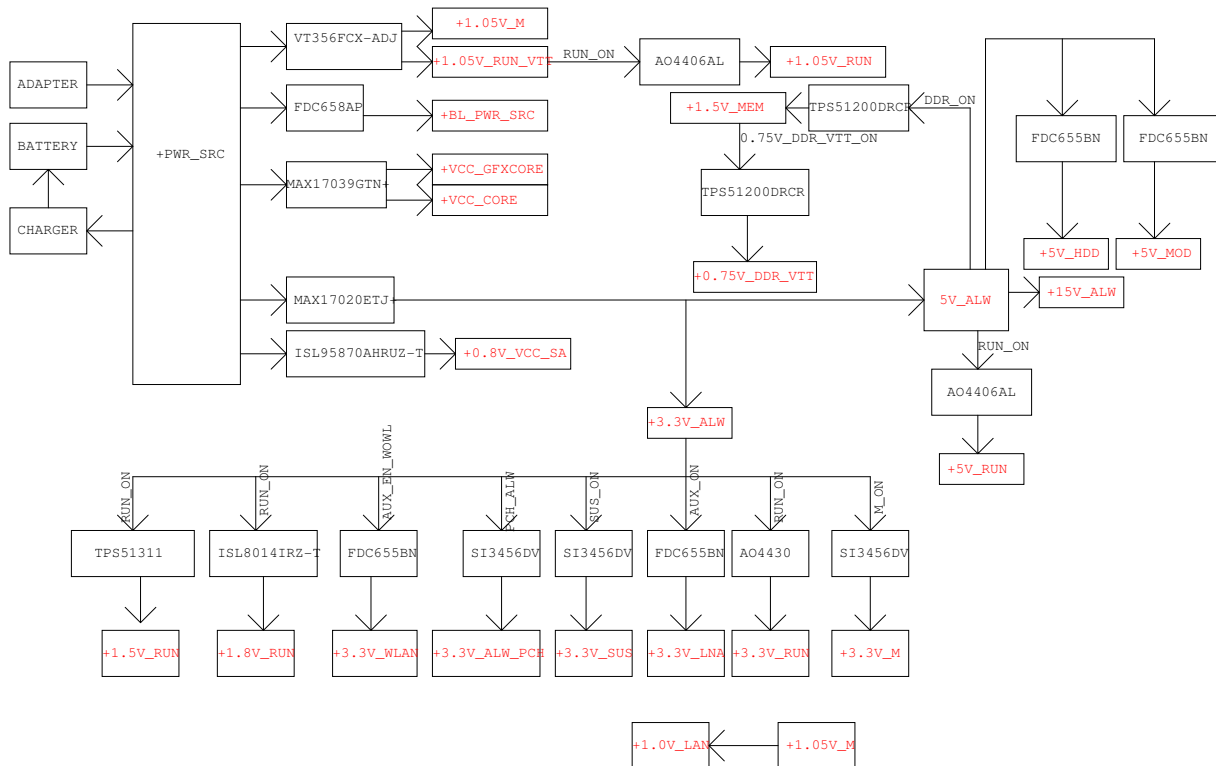 VT356FCX-ADJ
+1.05V_M
+1.05V_RUN_VTT
RUN_ON
AO4406AL
+1.05V_RUN
ADAPTER
FDC658AP
+BL_PWR_SRC
+1.5V_MEM
TPS51200DRCR
DDR_ON
FDC655BN
FDC655BN
BATTERY
+PWR_SRC
0.75V_DDR_VTT_ON
MAX17039GTN+
+VCC_GFXCORE
+VCC_CORE
TPS51200DRCR
CHARGER
+5V_HDD
+5V_MOD
+0.75V_DDR_VTT
MAX17020ETJ+
5V_ALW
+15V_ALW
ISL95870AHRUZ-T
+0.8V_VCC_SA
RUN_ON
AO4406AL
+3.3V_ALW
+5V_RUN
RUN_ON
RUN_ON
AUX_EN_WOWL
PCH_ALW
SUS_ON
AUX_ON
RUN_ON
M_ON
TPS51311
ISL8014IRZ-T
FDC655BN
SI3456DV
SI3456DV
FDC655BN
AO4430
SI3456DV
+1.5V_RUN
+1.8V_RUN
+3.3V_WLAN
+3.3V_ALW_PCH
+3.3V_SUS
+3.3V_LNA
+3.3V_RUN
+3.3V_M
+1.0V_LAN
+1.05V_M